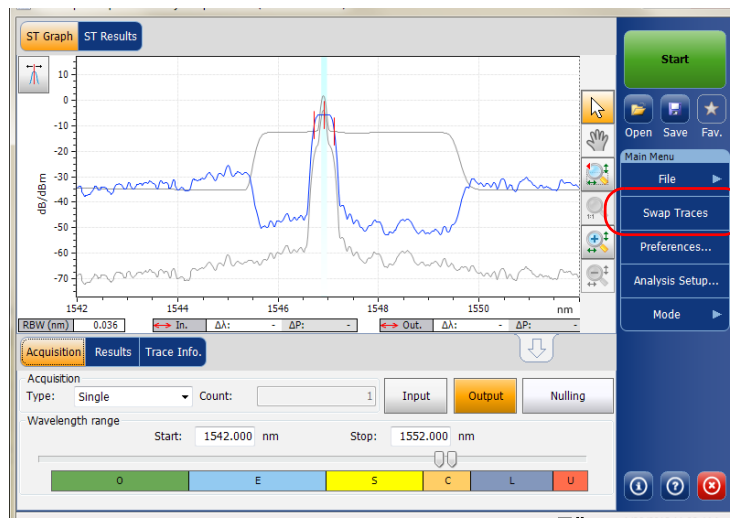 ST Graph ST Results
Start
10
0
-10
-20
-30
-40
-50
-60
-70
dB/dBm
1:1
1542 1544 1546 1548 1550 nm
RBW (nm) 0.036 In. Δλ: - ΔP: - Out. Δλ: - ΔP: -
Open Save Fav.
Main Menu
File
Swap Traces
Preferences...
Analysis Setup...
Mode
Acquisition Results Trace Info.
Acquisition
Type: Single Count: 1 Input Output Nulling
Wavelength range
Start: 1542.000 nm Stop: 1552.000 nm
O E S C L U